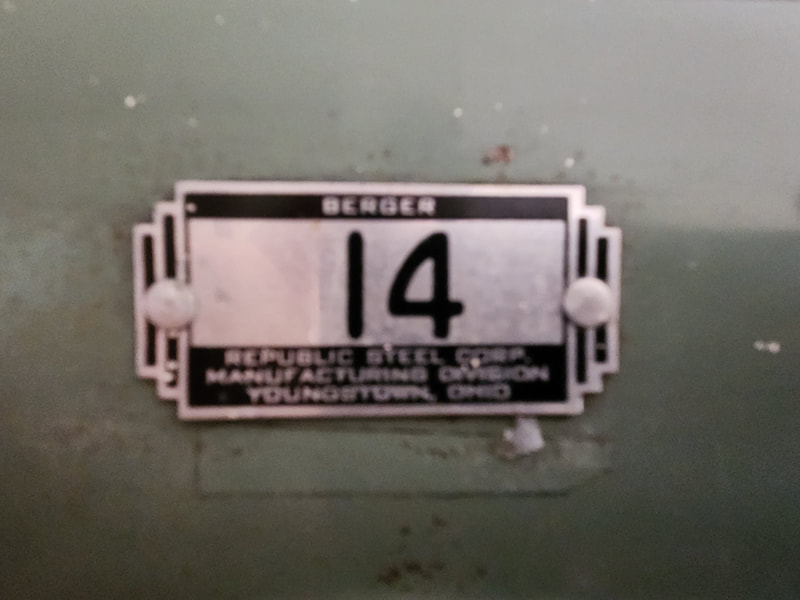 BERGER
14
REPUBLIC STEEL CORP.
MANUFACTURING DIVISION
YOUNGSTOWN, OHIO